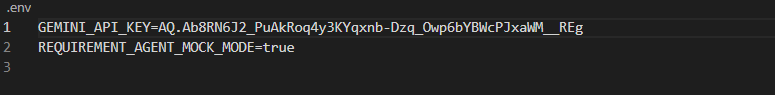 .env
1 GEMINI_API_KEY=AQ.Ab8RN6J2_PuAkRoq4y3KYqxnb-Dzq_Owp6bYBWcPJxaWM__REg
2 REQUIREMENT_AGENT_MOCK_MODE=true
3